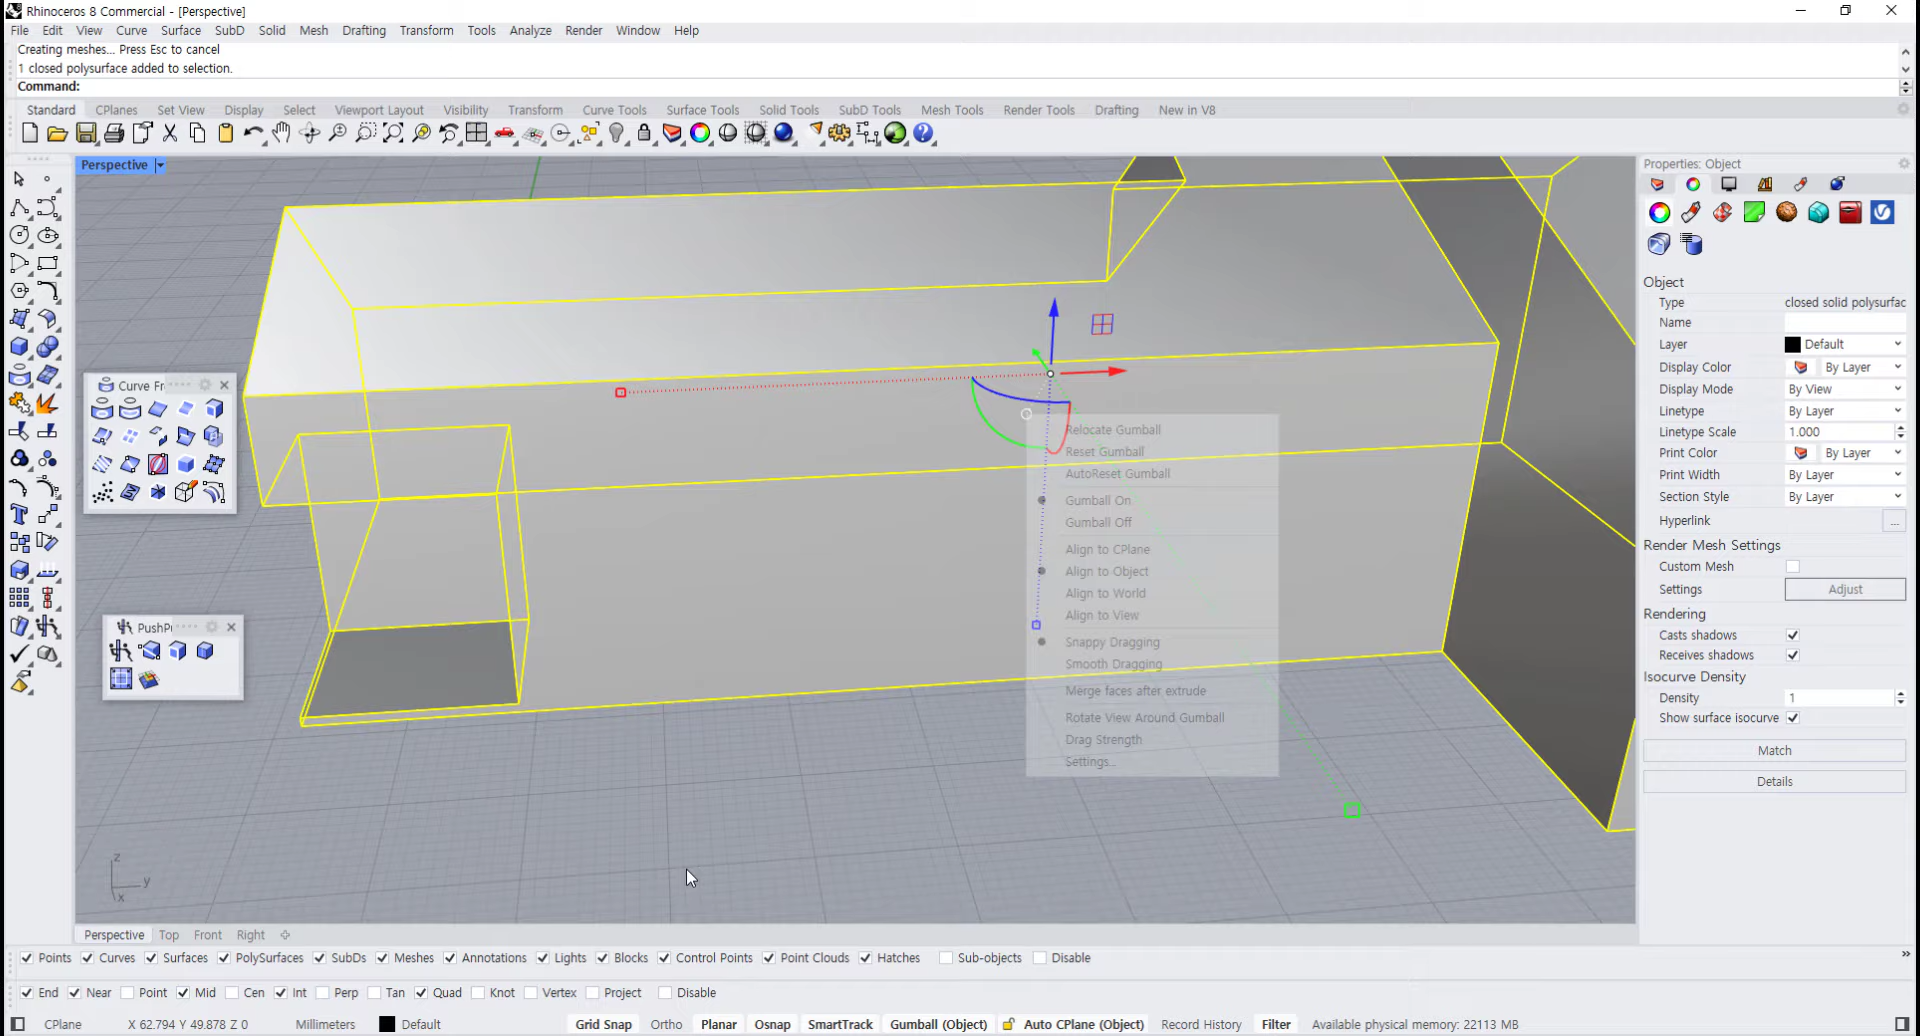 Rhinoceros 8 Commercial - [Perspective]
File Edit View Curve Surface SubD Solid Mesh Drafting Transform Tools Analyze Render Window Help
Creating meshes... Press Esc to cancel
1 closed polysurface added to selection.
Command:
Standard CPlanes Set View Display Select Viewport Layout Visibility Transform Curve Tools Surface Tools Solid Tools SubD Tools Mesh Tools Render Tools Drafting New in V8
Perspective
Properties: Object
Object
Type closed solid polysurfac
Name
Layer Default
Display Color By Layer
Display Mode By View
Linetype By Layer
Linetype Scale 1.000
Print Color By Layer
Print Width By Layer
Section Style By Layer
Hyperlink ...
Render Mesh Settings
Custom Mesh
Settings Adjust
Rendering
Casts shadows
Receives shadows
Isocurve Density
Density 1
Show surface isocurve
Match
Details
Curve Fr
PushP
Relocate Gumball
Reset Gumball
AutoReset Gumball
Gumball On
Gumball Off
Align to CPlane
Align to Object
Align to World
Align to View
Snappy Dragging
Smooth Dragging
Merge faces after extrude
Rotate View Around Gumball
Drag Strength
Settings...
z
y
x
Perspective Top Front Right
Points Curves Surfaces PolySurfaces SubDs Meshes Annotations Lights Blocks Control Points Point Clouds Hatches Sub-objects Disable
End Near Point Mid Cen Int Perp Tan Quad Knot Vertex Project Disable
CPlane X 62.794 Y 49.878 Z 0 Millimeters Default Grid Snap Ortho Planar Osnap SmartTrack Gumball (Object) Auto CPlane (Object) Record History Filter Available physical memory: 22113 MB